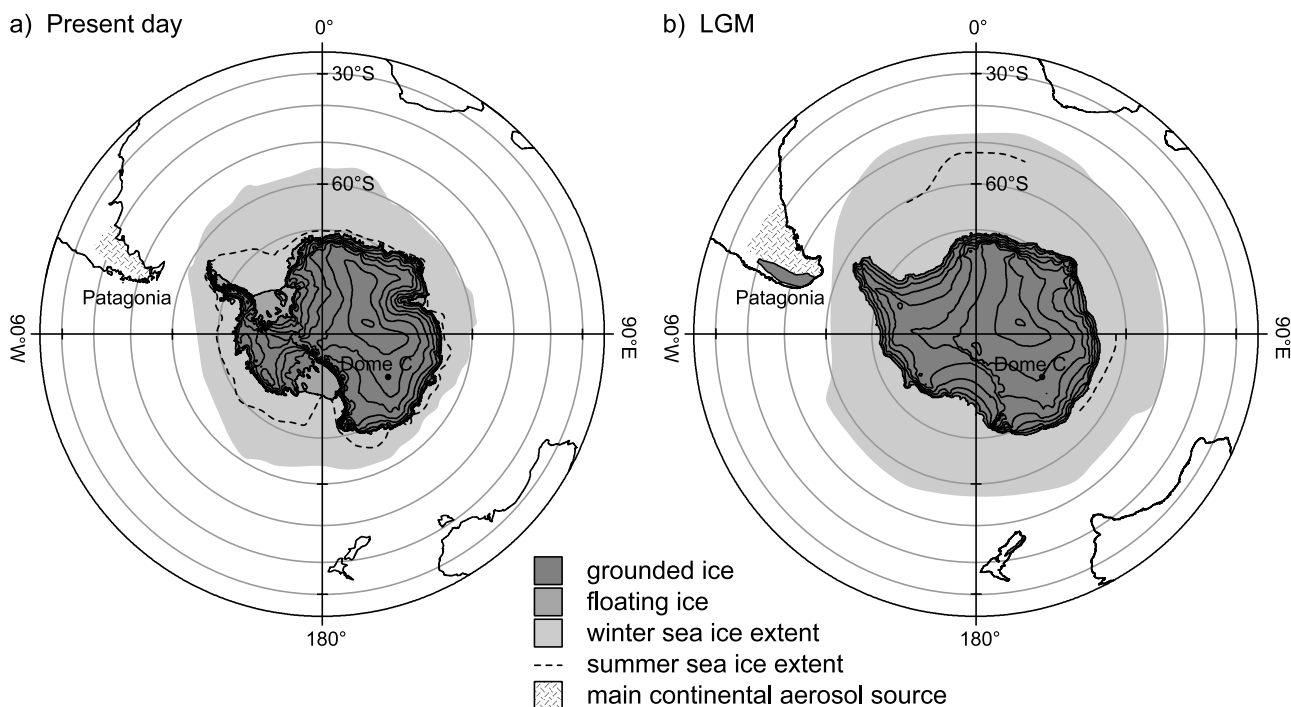 a) Present day
b) LGM
0°
0°
30°S
30°S
60°S
60°S
Patagonia
Patagonia
90°W
90°E
90°W
90°E
Dome C
Dome C
180°
180°
grounded ice
floating ice
winter sea ice extent
summer sea ice extent
main continental aerosol source